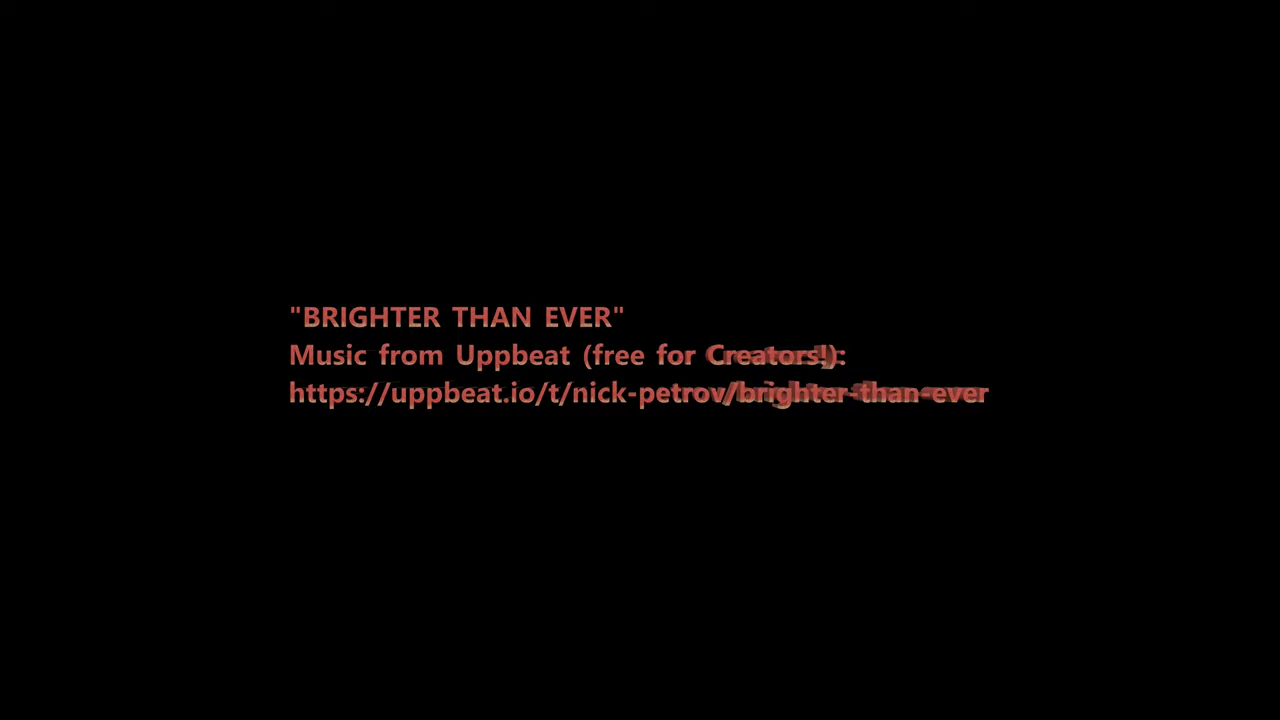 "BRIGHTER THAN EVER"
Music from Uppbeat (free for Creators!):
https://uppbeat.io/t/nick-petrov/brighter-than-ever